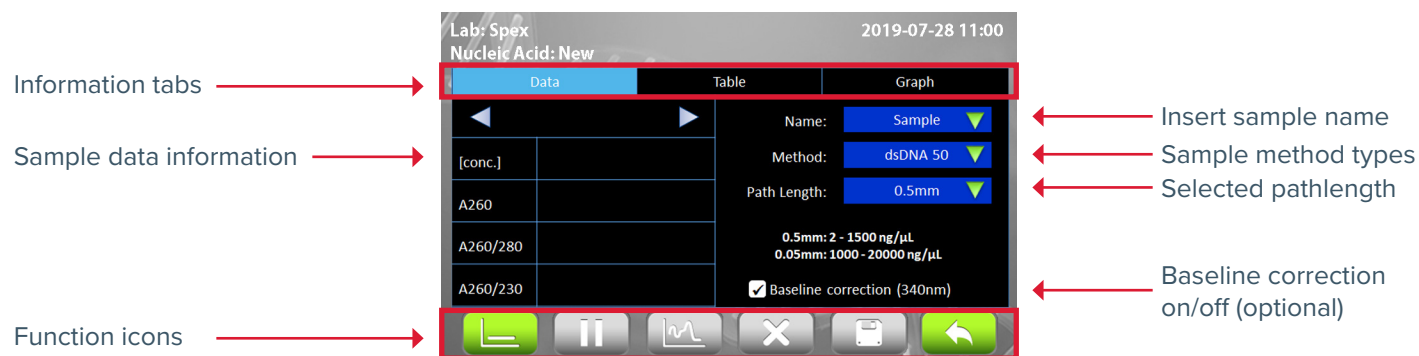 Lab: Spex
2019-07-28 11:00
Nucleic Acid: New
Information tabs
Data
Table
Graph
Sample data information
[conc.]
A260
A260/280
A260/230
Name:
Sample
Method:
dsDNA 50
Path Length:
0.5mm
0.5mm: 2 - 1500 ng/µL
0.05mm: 1000 - 20000 ng/µL
Baseline correction (340nm)
Insert sample name
Sample method types
Selected pathlength
Baseline correction
on/off (optional)
Function icons